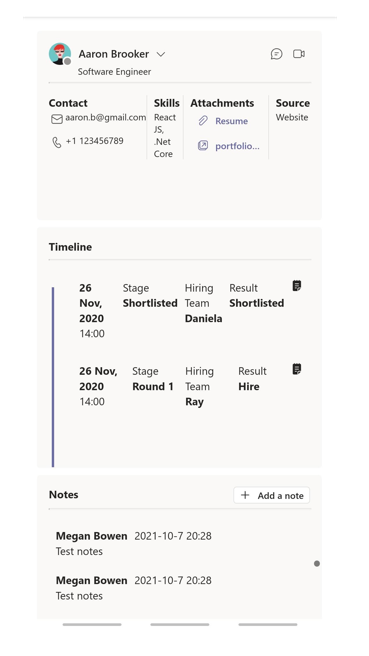 Aaron Brooker
Software Engineer
Contact
aaron.b@gmail.com
+1 123456789
Skills
React
JS,
.Net
Core
Attachments
Resume
portfolio...
Source
Website
Timeline
26
Nov,
2020
14:00
Stage
Shortlisted
Hiring
Team
Daniela
Result
Shortlisted
26 Nov,
2020
14:00
Stage
Round 1
Hiring
Team
Ray
Result
Hire
Notes
+ Add a note
Megan Bowen 2021-10-7 20:28
Test notes
Megan Bowen 2021-10-7 20:28
Test notes